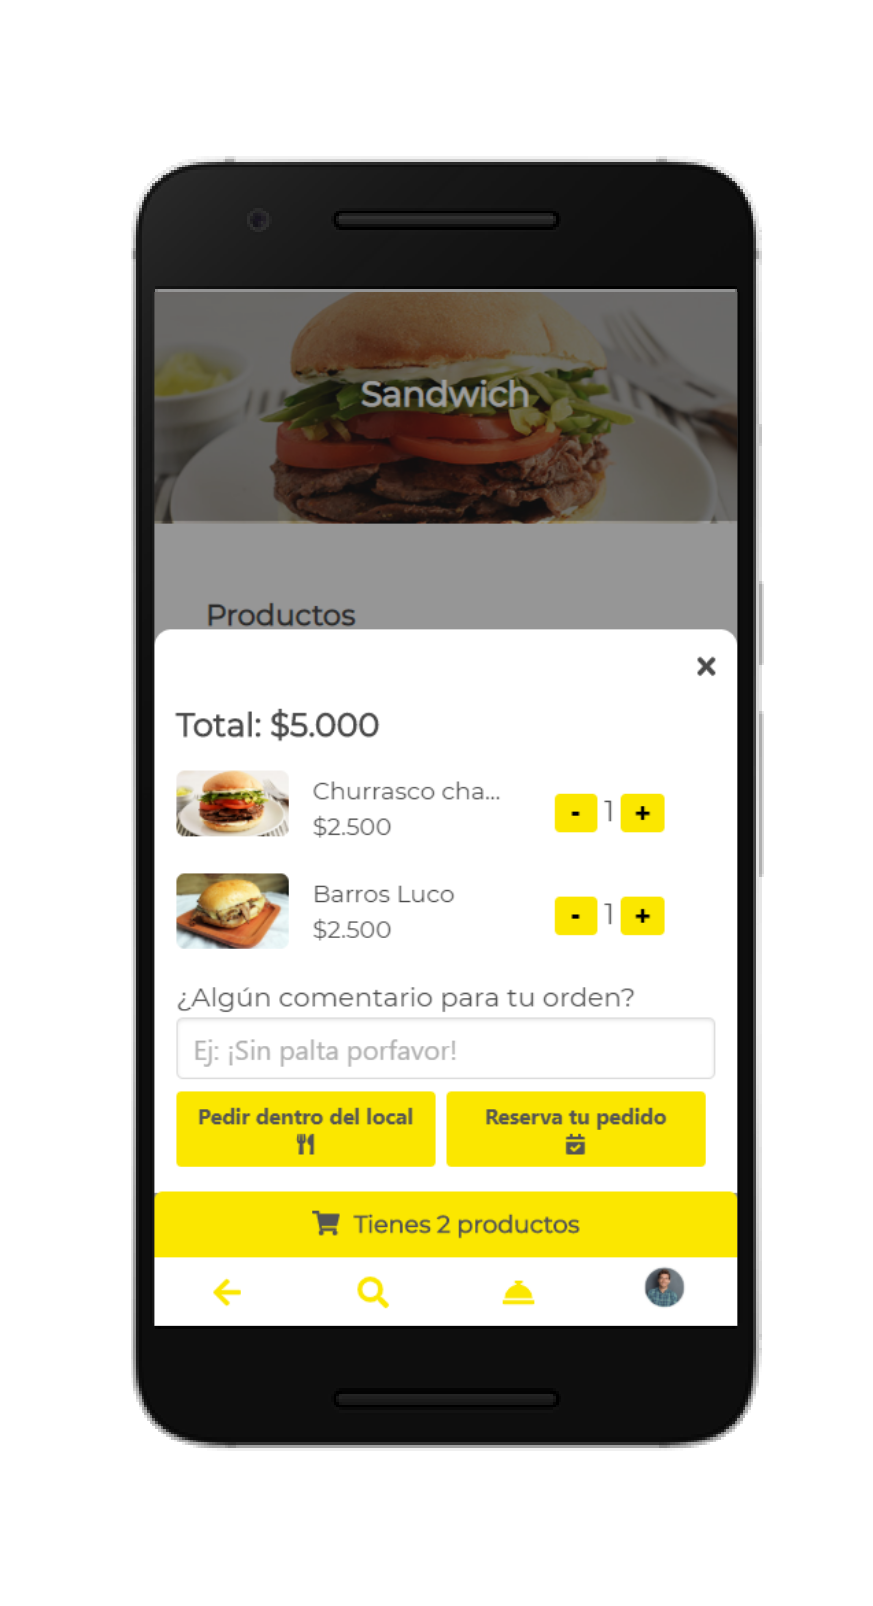 Sandwich
Productos
Total: $5.000
Churrasco cha...
$2.500
- 1 +
Barros Luco
$2.500
- 1 +
¿Algún comentario para tu orden?
Ej: ¡Sin palta porfavor!
Pedir dentro del local
Reserva tu pedido
Tienes 2 productos